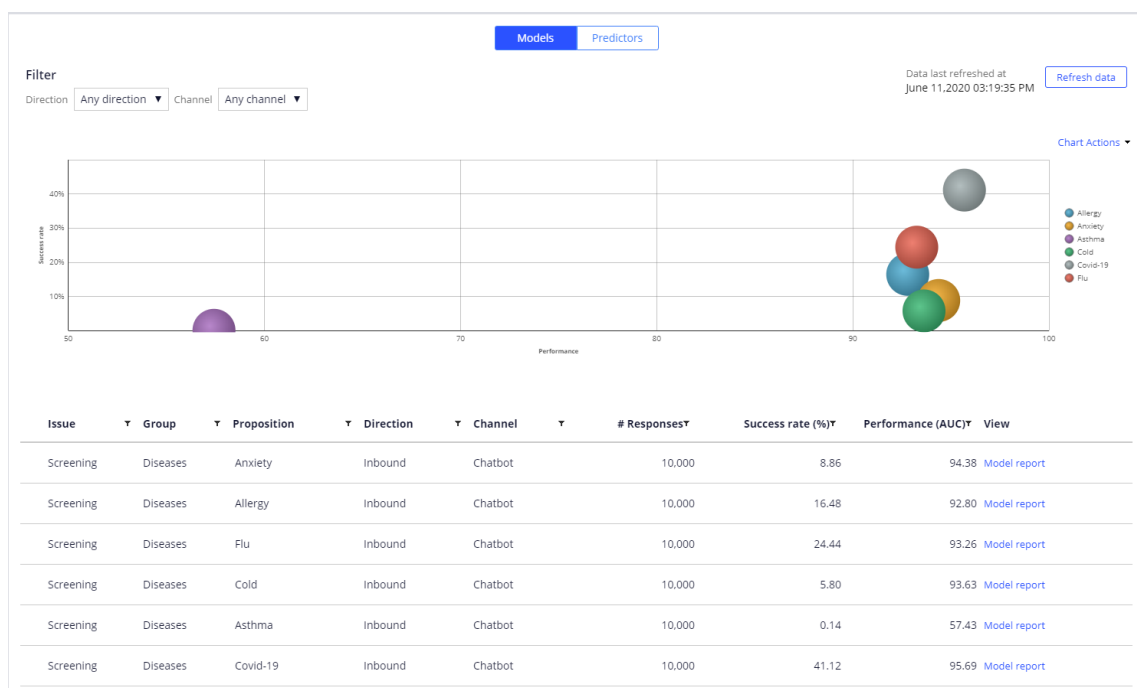 Models Predictors
Filter
Data last refreshed at
June 11,2020 03:19:35 PM
Refresh data
Direction Any direction ▼ Channel Any channel ▼
Chart Actions
Success rate
40%
30%
20%
10%
50 60 70 80 90 100
Performance
Allergy
Anxiety
Asthma
Cold
Covid-19
Flu
Issue Group Proposition Direction Channel # Responses Success rate (%) Performance (AUC) View
Screening Diseases Anxiety Inbound Chatbot 10,000 8.86 94.38 Model report
Screening Diseases Allergy Inbound Chatbot 10,000 16.48 92.80 Model report
Screening Diseases Flu Inbound Chatbot 10,000 24.44 93.26 Model report
Screening Diseases Cold Inbound Chatbot 10,000 5.80 93.63 Model report
Screening Diseases Asthma Inbound Chatbot 10,000 0.14 57.43 Model report
Screening Diseases Covid-19 Inbound Chatbot 10,000 41.12 95.69 Model report